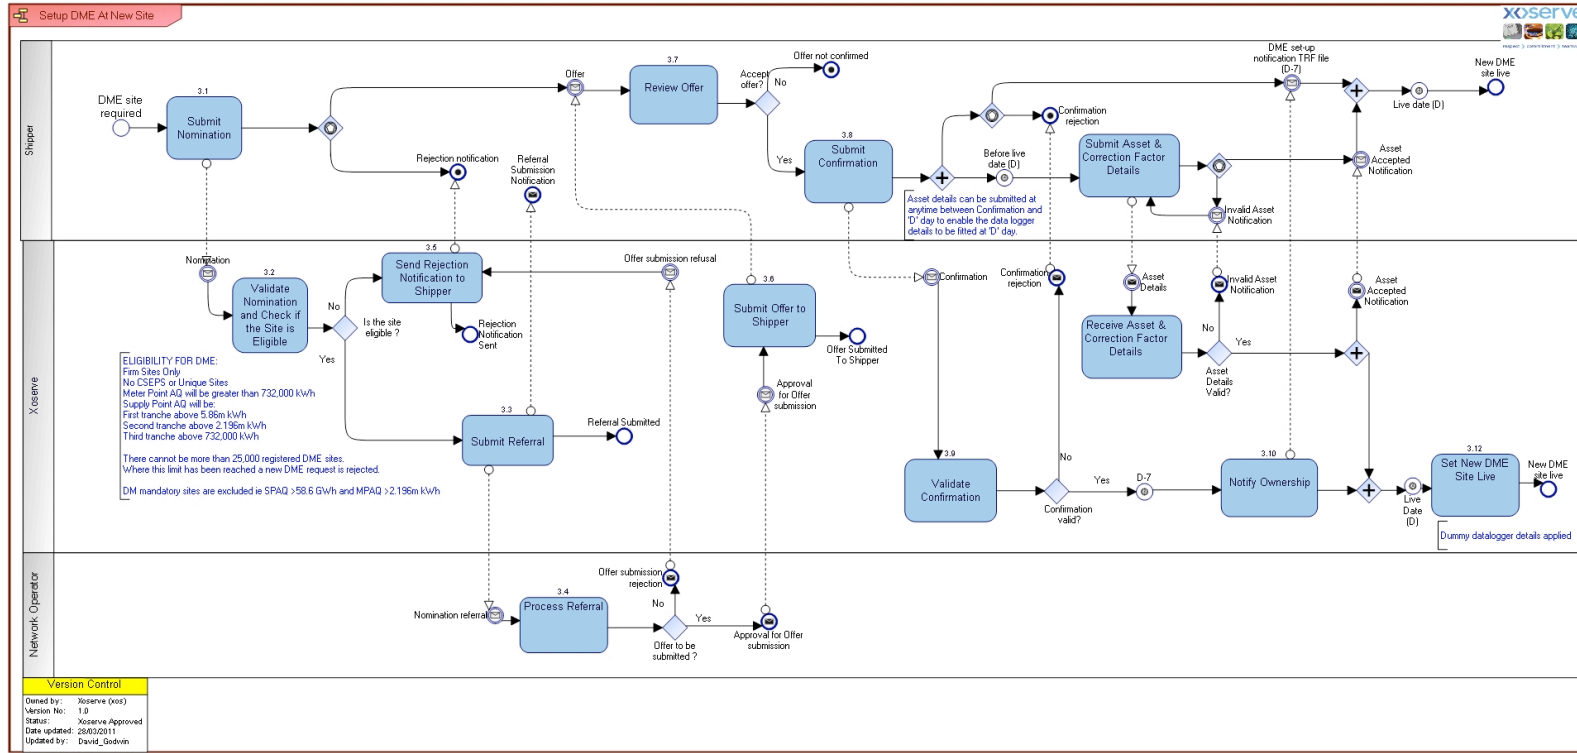 Setup DME At New Site
xoserve
Shipper
DME site
required
3.1
Submit
Nomination
Rejection notification
Referral
Submission
Notification
Offer
3.7
Review Offer
Accept
offer?
No
Offer not confirmed
Yes
3.8
Submit
Confirmation
Asset details can be submitted at
anytime between Confirmation and
'D' day to enable the data logger
details to be fitted at 'D' day.
Before live
date (D)
Confirmation
rejection
Submit Asset &
Correction Factor
Details
Invalid Asset
Notification
DME set-up
notification TRF file
(D-7)
Asset
Accepted
Notification
Live date (D)
New DME
site live
Xoserve
Nomination
3.2
Validate
Nomination
and Check if
the Site is
Eligible
No
Is the site
eligible ?
Yes
ELIGIBILITY FOR DME:
Firm Sites Only
No CSEPS or Unique Sites
Meter Point AQ will be greater than 732,000 kWh
Supply Point AQ will be:
First tranche above 5.86m kWh
Second tranche above 2.196m kWh
Third tranche above 732,000 kWh
There cannot be more than 25,000 registered DME sites.
Where this limit has been reached a new DME request is rejected.
DM mandatory sites are excluded ie SPAQ >58.6 GWh and MPAQ >2.196m kWh
3.5
Send Rejection
Notification to
Shipper
Rejection
Notification
Sent
Offer submission refusal
3.3
Submit Referral
Referral Submitted
3.6
Submit Offer to
Shipper
Offer Submitted
To Shipper
Approval
for Offer
submission
Confirmation
3.9
Validate
Confirmation
Confirmation
rejection
No
Confirmation
valid?
Yes
D-7
Asset
Details
Receive Asset &
Correction Factor
Details
Invalid Asset
Notification
No
Yes
Asset
Details
Valid?
Asset
Accepted
Notification
3.10
Notify Ownership
Live
Date
(D)
3.12
Set New DME
Site Live
New DME
site live
Dummy datalogger details applied
Network Operator
Nomination referral
3.4
Process Referral
Offer submission
rejection
No
Yes
Offer to be
submitted ?
Approval for Offer
submission
Version Control
Owned by: Xoserve (xos)
Version No: 1.0
Status: Xoserve Approved
Date updated: 28/03/2011
Updated by: David_Godwin